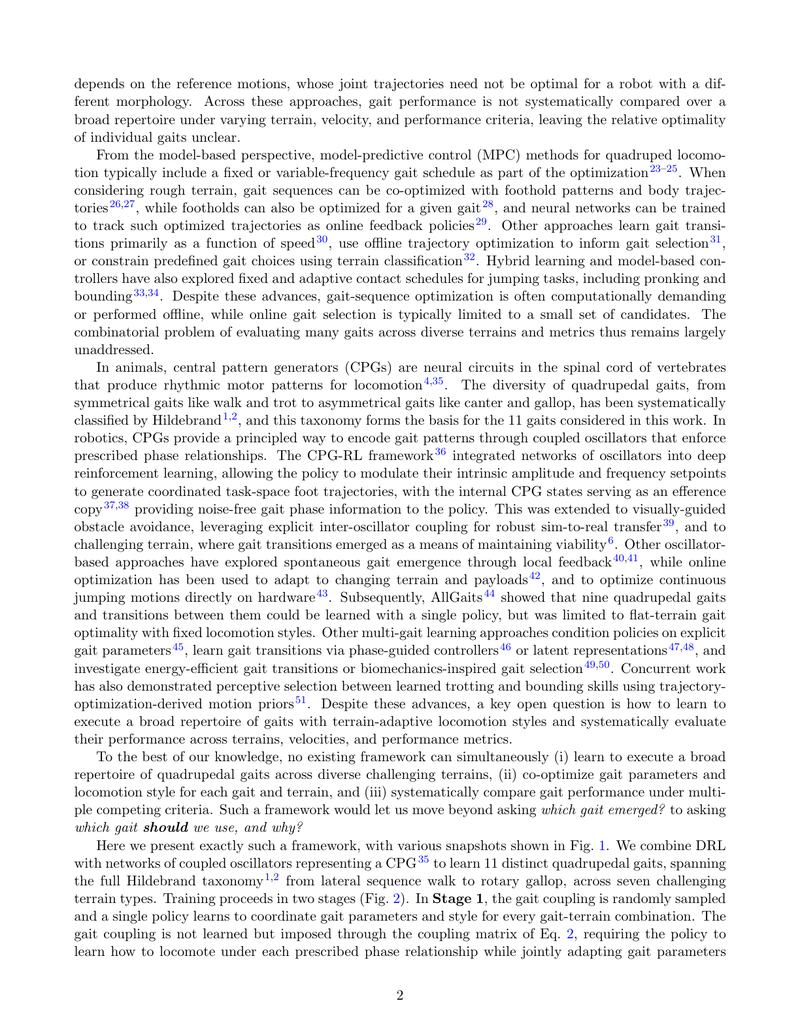 depends on the reference motions, whose joint trajectories need not be optimal for a robot with a dif-
ferent morphology. Across these approaches, gait performance is not systematically compared over a
broad repertoire under varying terrain, velocity, and performance criteria, leaving the relative optimality
of individual gaits unclear.
From the model-based perspective, model-predictive control (MPC) methods for quadruped locomo-
tion typically include a fixed or variable-frequency gait schedule as part of the optimization23–25. When
considering rough terrain, gait sequences can be co-optimized with foothold patterns and body trajec-
tories26,27, while footholds can also be optimized for a given gait28, and neural networks can be trained
to track such optimized trajectories as online feedback policies29. Other approaches learn gait transi-
tions primarily as a function of speed30, use offline trajectory optimization to inform gait selection31,
or constrain predefined gait choices using terrain classification32. Hybrid learning and model-based con-
trollers have also explored fixed and adaptive contact schedules for jumping tasks, including pronking and
bounding33,34. Despite these advances, gait-sequence optimization is often computationally demanding
or performed offline, while online gait selection is typically limited to a small set of candidates. The
combinatorial problem of evaluating many gaits across diverse terrains and metrics thus remains largely
unaddressed.
In animals, central pattern generators (CPGs) are neural circuits in the spinal cord of vertebrates
that produce rhythmic motor patterns for locomotion4,35. The diversity of quadrupedal gaits, from
symmetrical gaits like walk and trot to asymmetrical gaits like canter and gallop, has been systematically
classified by Hildebrand1,2, and this taxonomy forms the basis for the 11 gaits considered in this work. In
robotics, CPGs provide a principled way to encode gait patterns through coupled oscillators that enforce
prescribed phase relationships. The CPG-RL framework36 integrated networks of oscillators into deep
reinforcement learning, allowing the policy to modulate their intrinsic amplitude and frequency setpoints
to generate coordinated task-space foot trajectories, with the internal CPG states serving as an efference
copy37,38 providing noise-free gait phase information to the policy. This was extended to visually-guided
obstacle avoidance, leveraging explicit inter-oscillator coupling for robust sim-to-real transfer39, and to
challenging terrain, where gait transitions emerged as a means of maintaining viability6. Other oscillator-
based approaches have explored spontaneous gait emergence through local feedback40,41, while online
optimization has been used to adapt to changing terrain and payloads42, and to optimize continuous
jumping motions directly on hardware43. Subsequently, AllGaits44 showed that nine quadrupedal gaits
and transitions between them could be learned with a single policy, but was limited to flat-terrain gait
optimality with fixed locomotion styles. Other multi-gait learning approaches condition policies on explicit
gait parameters45, learn gait transitions via phase-guided controllers46 or latent representations47,48, and
investigate energy-efficient gait transitions or biomechanics-inspired gait selection49,50. Concurrent work
has also demonstrated perceptive selection between learned trotting and bounding skills using trajectory-
optimization-derived motion priors51. Despite these advances, a key open question is how to learn to
execute a broad repertoire of gaits with terrain-adaptive locomotion styles and systematically evaluate
their performance across terrains, velocities, and performance metrics.
To the best of our knowledge, no existing framework can simultaneously (i) learn to execute a broad
repertoire of quadrupedal gaits across diverse challenging terrains, (ii) co-optimize gait parameters and
locomotion style for each gait and terrain, and (iii) systematically compare gait performance under multi-
ple competing criteria. Such a framework would let us move beyond asking which gait emerged? to asking
which gait should we use, and why?
Here we present exactly such a framework, with various snapshots shown in Fig. 1. We combine DRL
with networks of coupled oscillators representing a CPG35 to learn 11 distinct quadrupedal gaits, spanning
the full Hildebrand taxonomy1,2 from lateral sequence walk to rotary gallop, across seven challenging
terrain types. Training proceeds in two stages (Fig. 2). In Stage 1, the gait coupling is randomly sampled
and a single policy learns to coordinate gait parameters and style for every gait-terrain combination. The
gait coupling is not learned but imposed through the coupling matrix of Eq. 2, requiring the policy to
learn how to locomote under each prescribed phase relationship while jointly adapting gait parameters
2